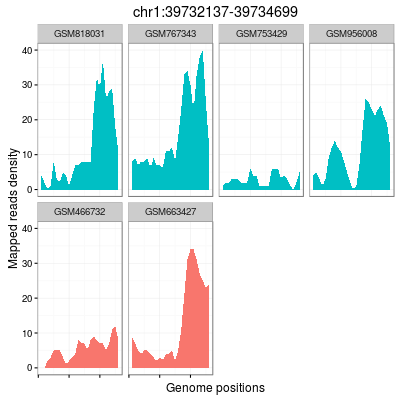 chr1:39732137-39734699
GSM818031 GSM767343 GSM753429 GSM956008
40
30
20
10
0
Mapped reads density
GSM466732 GSM663427
40
30
20
10
0
Genome positions